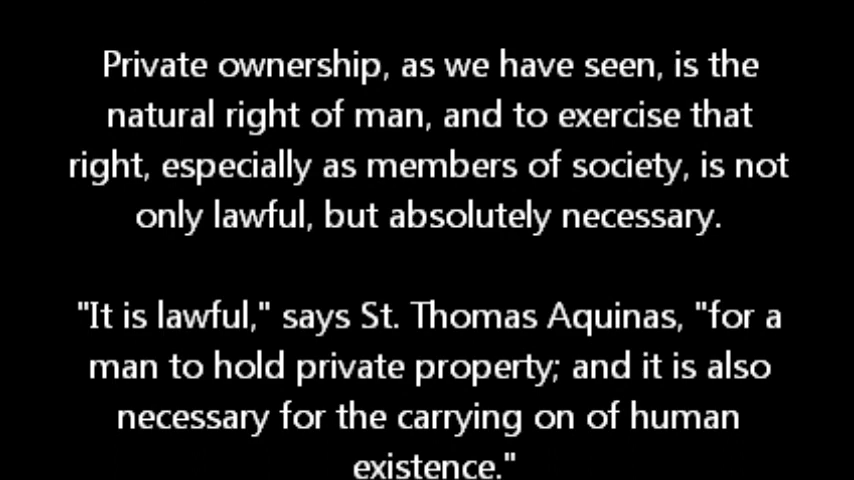 Private ownership, as we have seen, is the
natural right of man, and to exercise that
right, especially as members of society, is not
only lawful, but absolutely necessary.
"It is lawful," says St. Thomas Aquinas, "for a
man to hold private property; and it is also
necessary for the carrying on of human
existence."